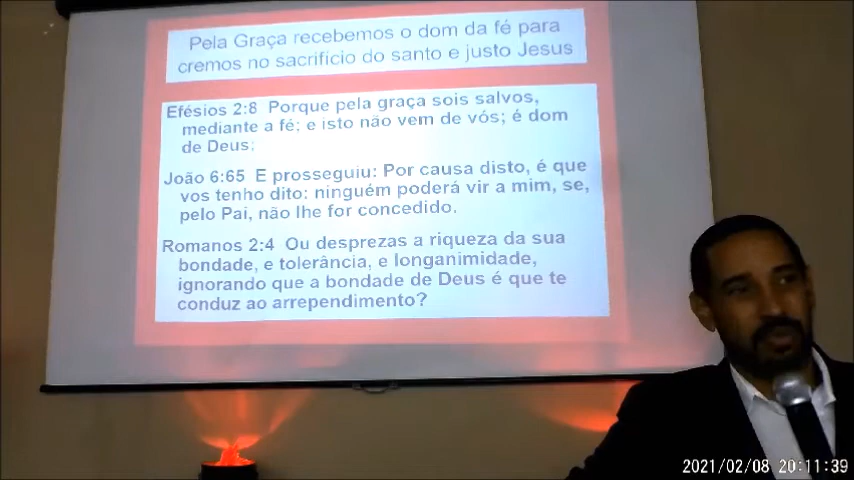 Pela Graça recebemos o dom da fé para
cremos no sacrifício do santo e justo Jesus
Efésios 2:8 Porque pela graça sois salvos,
mediante a fé; e isto não vem de vós; é dom
de Deus;
João 6:65 E prosseguiu: Por causa disto, é que
vos tenho dito: ninguém poderá vir a mim, se,
pelo Pai, não lhe for concedido.
Romanos 2:4 Ou desprezas a riqueza da sua
bondade, e tolerância, e longanimidade,
ignorando que a bondade de Deus é que te
conduz ao arrependimento?
2021/02/08 20:11:39